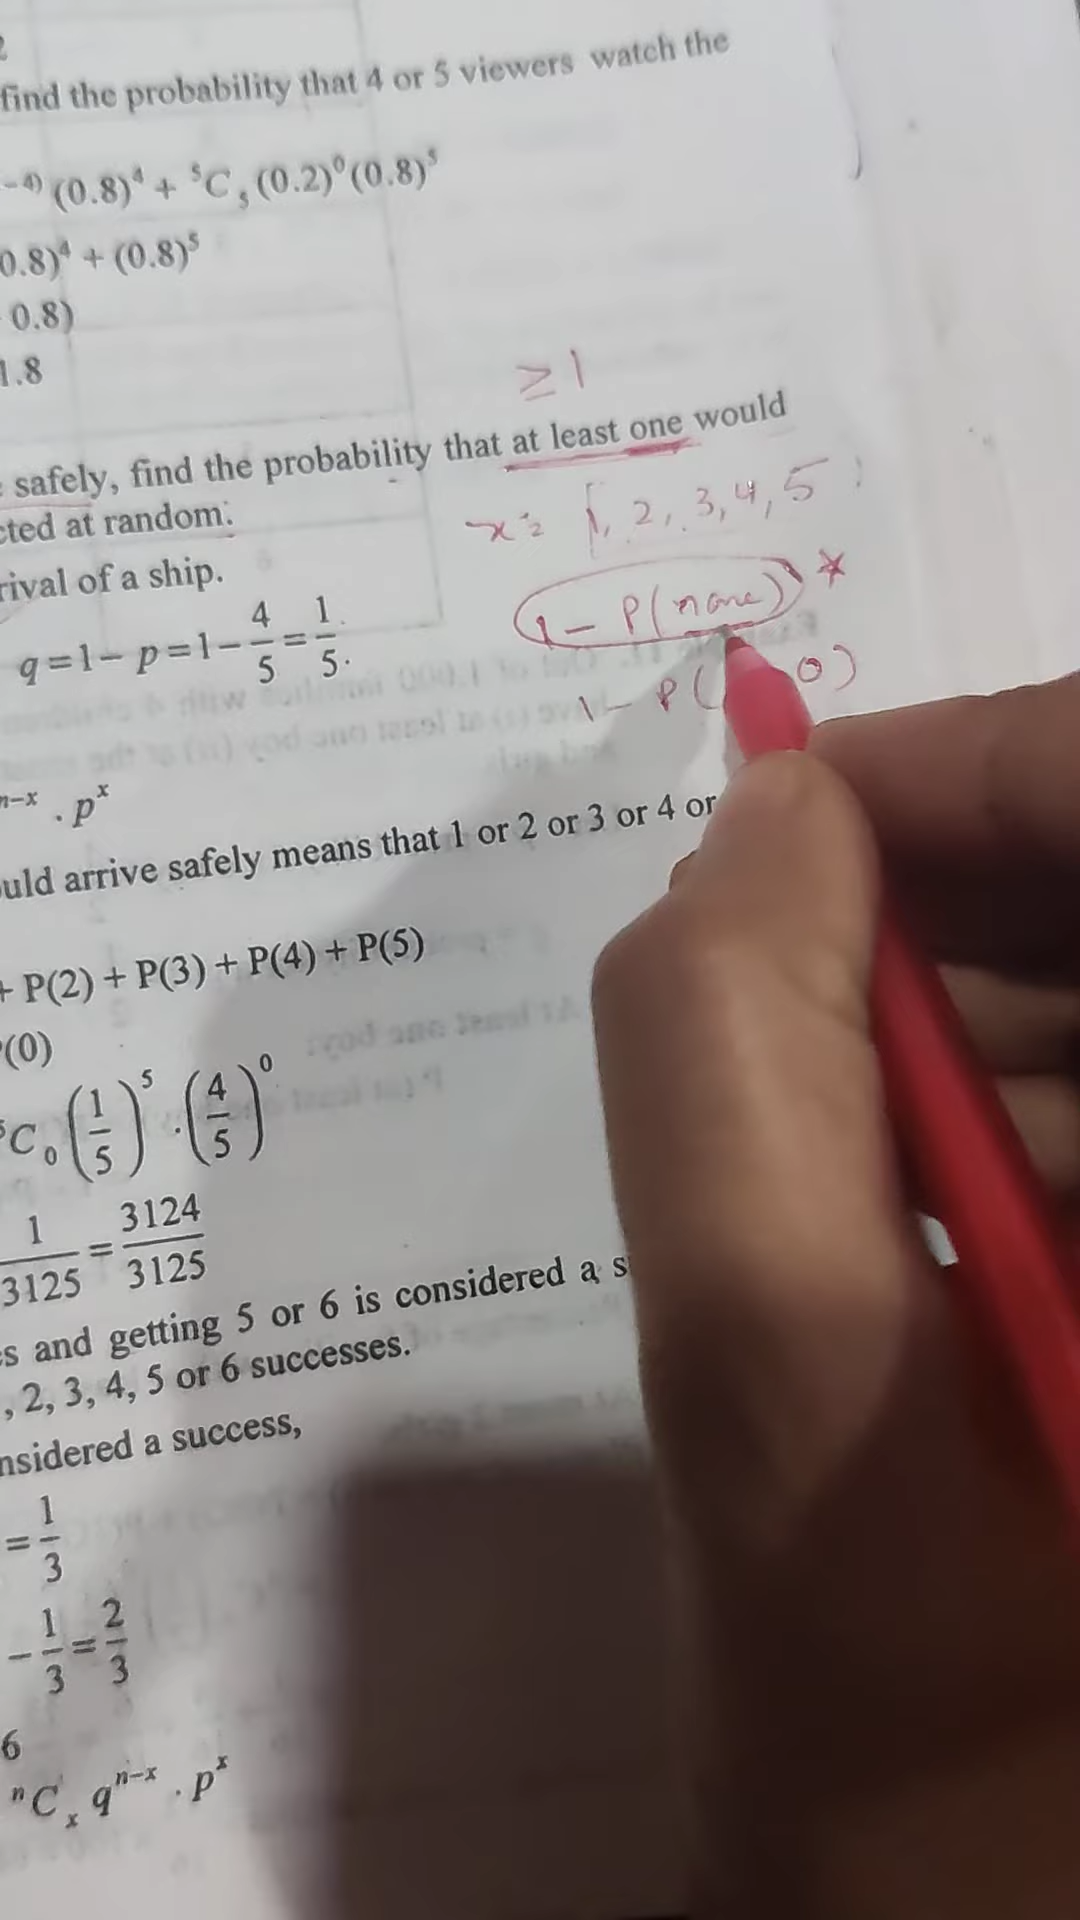 find the probability that 4 or 5 viewers watch the
-4) (0.8)⁴ + ⁵C₅ (0.2)⁰ (0.8)⁵
0.8)⁴ + (0.8)⁵
0.8)
1.8
≥ 1
safely, find the probability that at least one would
cted at random.
x = 1, 2, 3, 4, 5
rival of a ship.
1 - P(none) *
q = 1 - p = 1 - 4/5 = 1/5.
1 - P( 0)
n-x . pˣ
ould arrive safely means that 1 or 2 or 3 or 4 or
+ P(2) + P(3) + P(4) + P(5)
(0)
⁵C₀ (1/5)⁵ . (4/5)⁰
1/3125 = 3124/3125
s and getting 5 or 6 is considered a s
, 2, 3, 4, 5 or 6 successes.
nsidered a success,
= 1/3
- 1/3 = 2/3
6
ⁿCₓ qⁿ⁻ˣ . pˣ